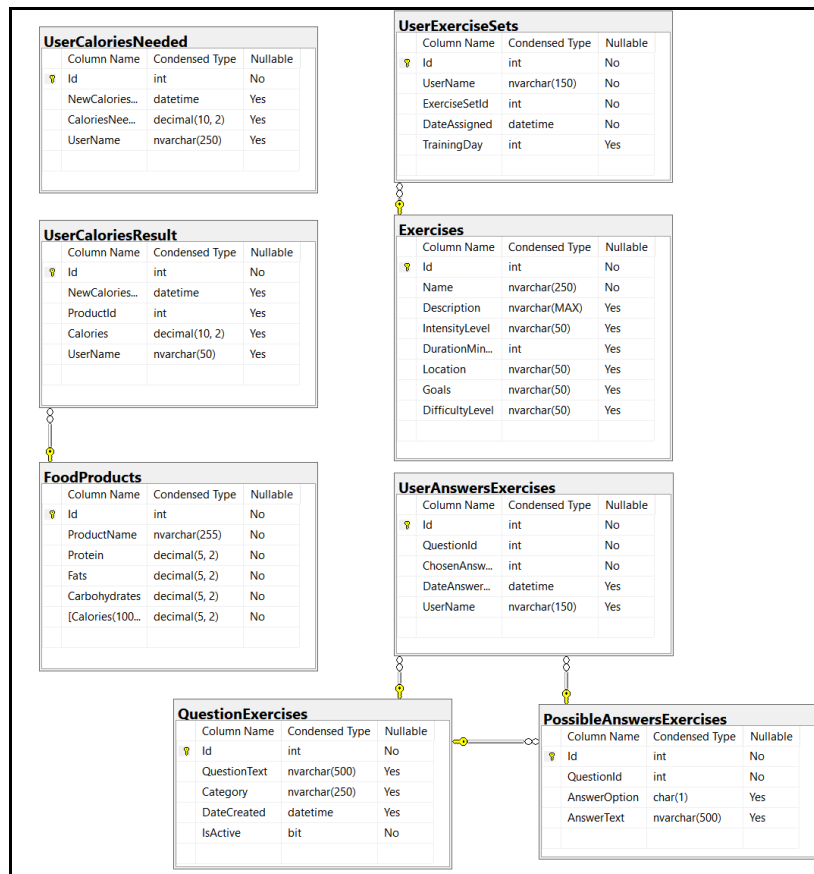 UserCaloriesNeeded
Column Name Condensed Type Nullable
Id int No
NewCalories... datetime Yes
CaloriesNee... decimal(10, 2) Yes
UserName nvarchar(250) Yes
UserCaloriesResult
Column Name Condensed Type Nullable
Id int No
NewCalories... datetime Yes
ProductId int Yes
Calories decimal(10, 2) Yes
UserName nvarchar(50) Yes
FoodProducts
Column Name Condensed Type Nullable
Id int No
ProductName nvarchar(255) No
Protein decimal(5, 2) No
Fats decimal(5, 2) No
Carbohydrates decimal(5, 2) No
[Calories(100... decimal(5, 2) No
UserExerciseSets
Column Name Condensed Type Nullable
Id int No
UserName nvarchar(150) No
ExerciseSetId int No
DateAssigned datetime No
TrainingDay int Yes
Exercises
Column Name Condensed Type Nullable
Id int No
Name nvarchar(250) No
Description nvarchar(MAX) Yes
IntensityLevel nvarchar(50) Yes
DurationMin... int Yes
Location nvarchar(50) Yes
Goals nvarchar(50) Yes
DifficultyLevel nvarchar(50) Yes
UserAnswersExercises
Column Name Condensed Type Nullable
Id int No
QuestionId int No
ChosenAnsw... int No
DateAnswer... datetime Yes
UserName nvarchar(150) Yes
QuestionExercises
Column Name Condensed Type Nullable
Id int No
QuestionText nvarchar(500) Yes
Category nvarchar(250) Yes
DateCreated datetime Yes
IsActive bit No
PossibleAnswersExercises
Column Name Condensed Type Nullable
Id int No
QuestionId int No
AnswerOption char(1) Yes
AnswerText nvarchar(500) Yes